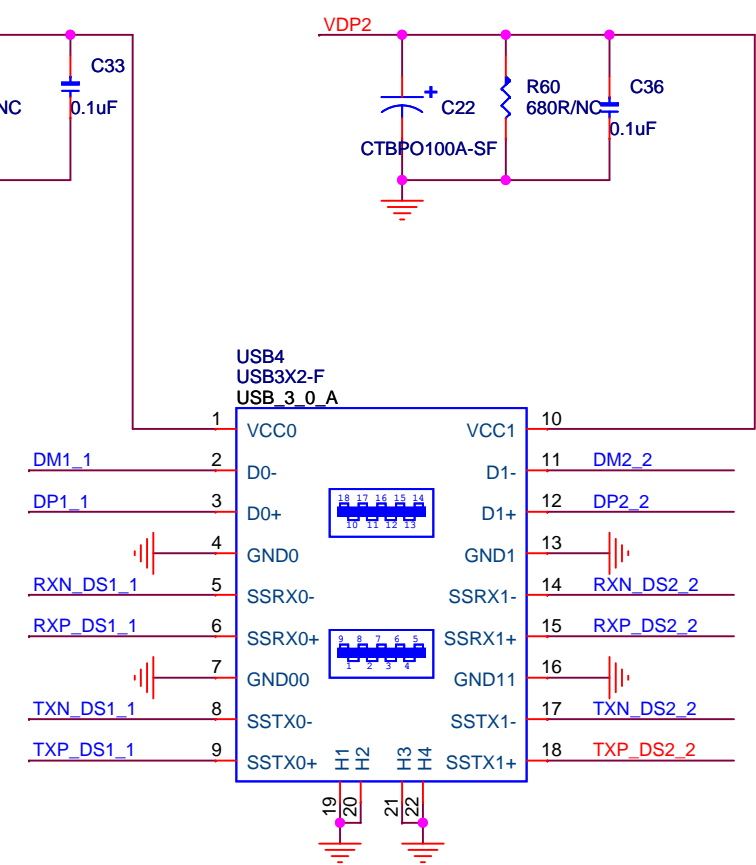 VDP2
C33
NC
0.1uF
+
C22
CTBPO100A-SF
R60
680R/NC
C36
0.1uF
USB4
USB3X2-F
USB_3_0_A
1 VCC0 VCC1 10
DM1_1 2 D0- D1- 11 DM2_2
18 17 16 15 14
DP1_1 3 D0+ D1+ 12 DP2_2
10 11 12 13
4 GND0 GND1 13
RXN_DS1_1 5 SSRX0- SSRX1- 14 RXN_DS2_2
RXP_DS1_1 6 SSRX0+ SSRX1+ 15 RXP_DS2_2
9 8 7 6 5
1 2 3 4
7 GND00 GND11 16
TXN_DS1_1 8 SSTX0- SSTX1- 17 TXN_DS2_2
TXP_DS1_1 9 SSTX0+ H1 H2 H3 H4 SSTX1+ 18 TXP_DS2_2
19 20 21 22